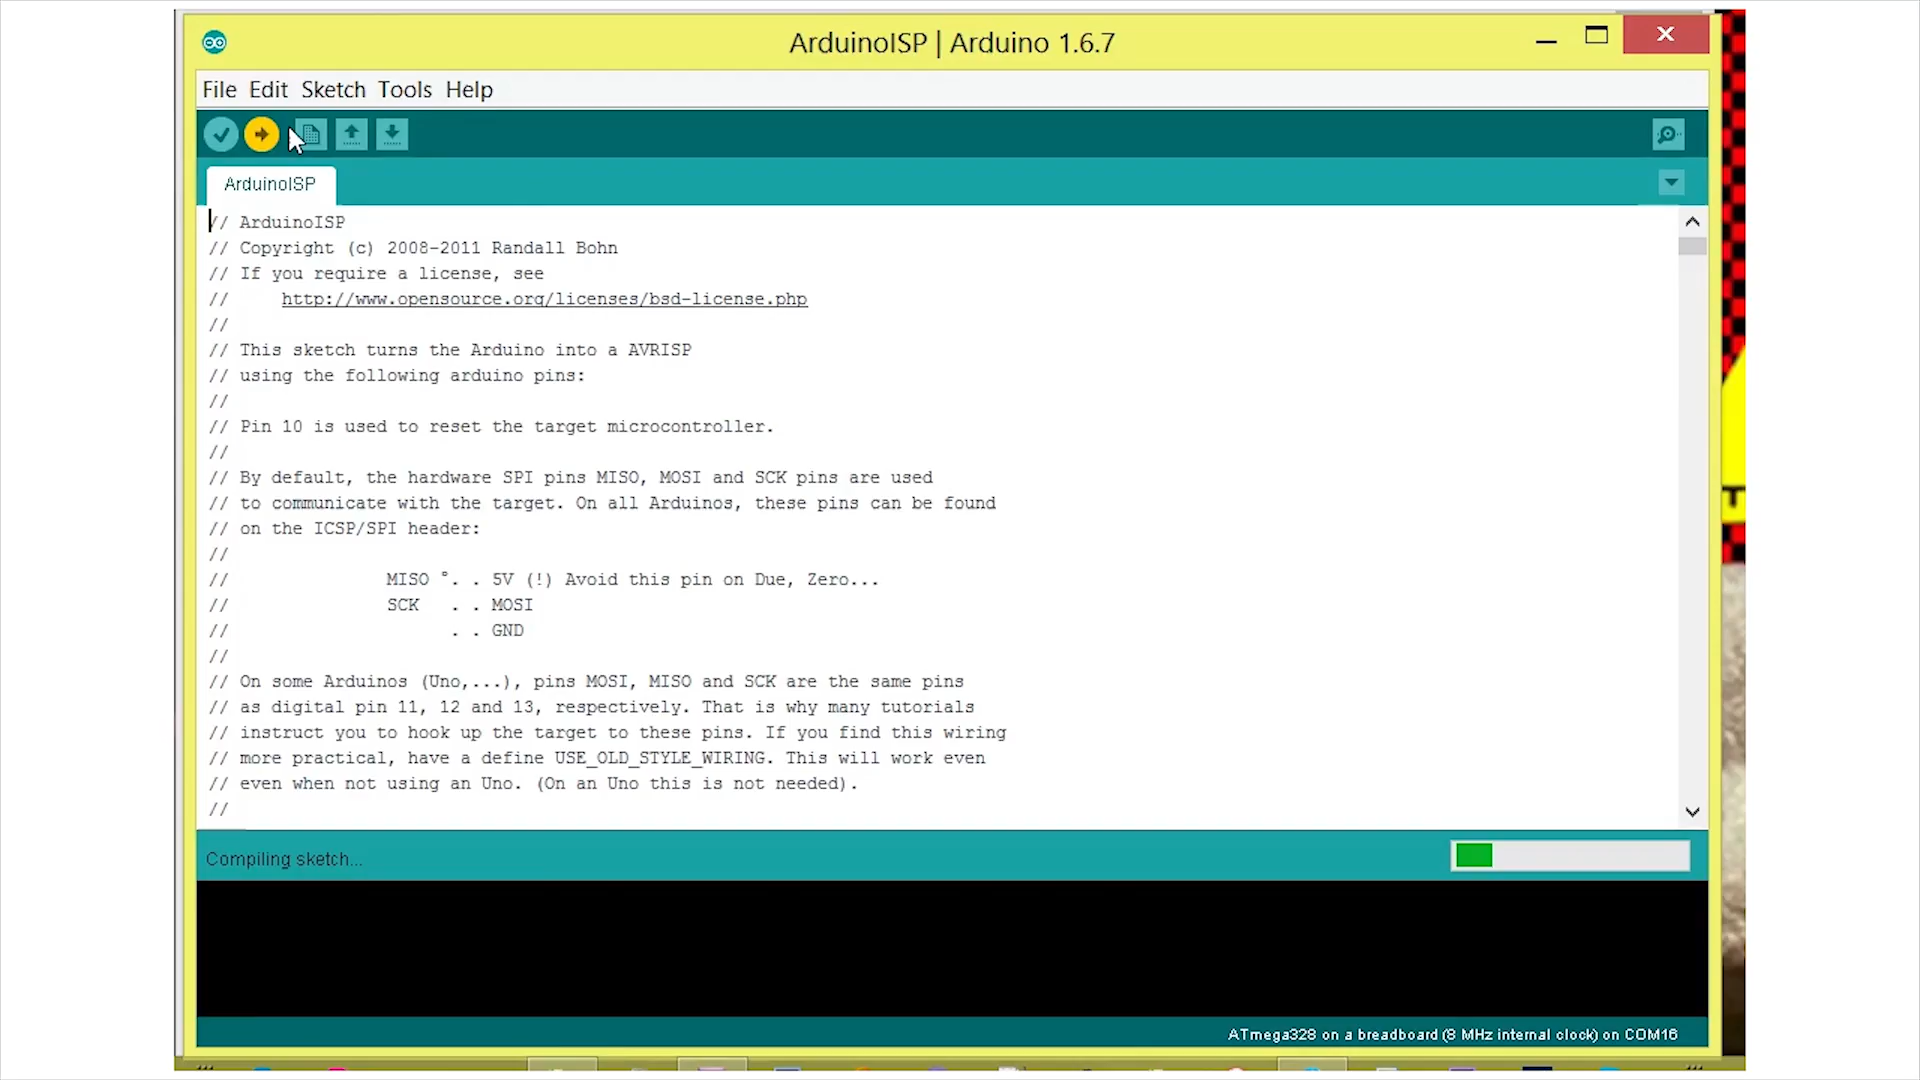 ArduinoISP | Arduino 1.6.7
File Edit Sketch Tools Help
ArduinoISP
// ArduinoISP
// Copyright (c) 2008-2011 Randall Bohn
// If you require a license, see
// http://www.opensource.org/licenses/bsd-license.php
//
// This sketch turns the Arduino into a AVRISP
// using the following arduino pins:
//
// Pin 10 is used to reset the target microcontroller.
//
// By default, the hardware SPI pins MISO, MOSI and SCK pins are used
// to communicate with the target. On all Arduinos, these pins can be found
// on the ICSP/SPI header:
//
// MISO °. . 5V (!) Avoid this pin on Due, Zero...
// SCK . . MOSI
// . . GND
//
// On some Arduinos (Uno,...), pins MOSI, MISO and SCK are the same pins
// as digital pin 11, 12 and 13, respectively. That is why many tutorials
// instruct you to hook up the target to these pins. If you find this wiring
// more practical, have a define USE_OLD_STYLE_WIRING. This will work even
// even when not using an Uno. (On an Uno this is not needed).
//
Compiling sketch...
ATmega328 on a breadboard (8 MHz internal clock) on COM16